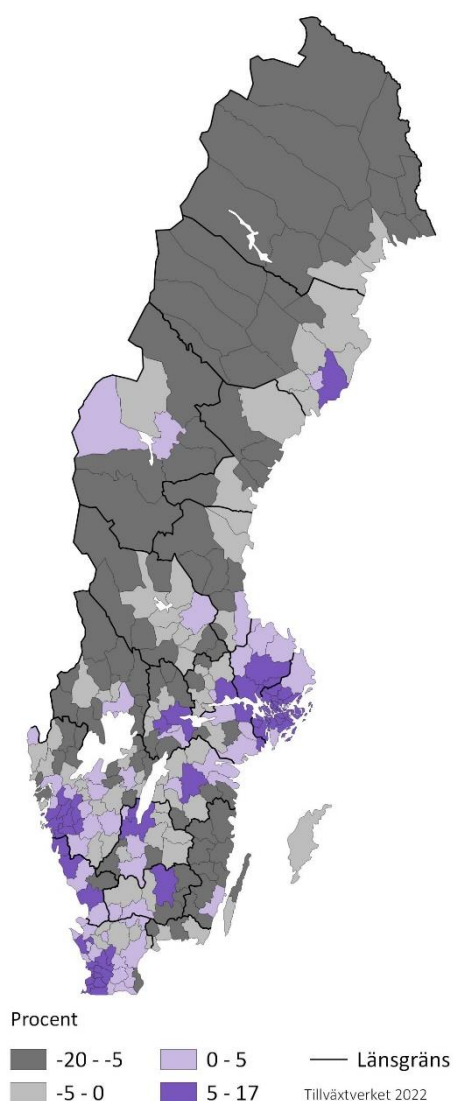 Procent
-20 - -5
0 - 5
Länsgräns
-5 - 0
5 - 17
Tillväxtverket 2022